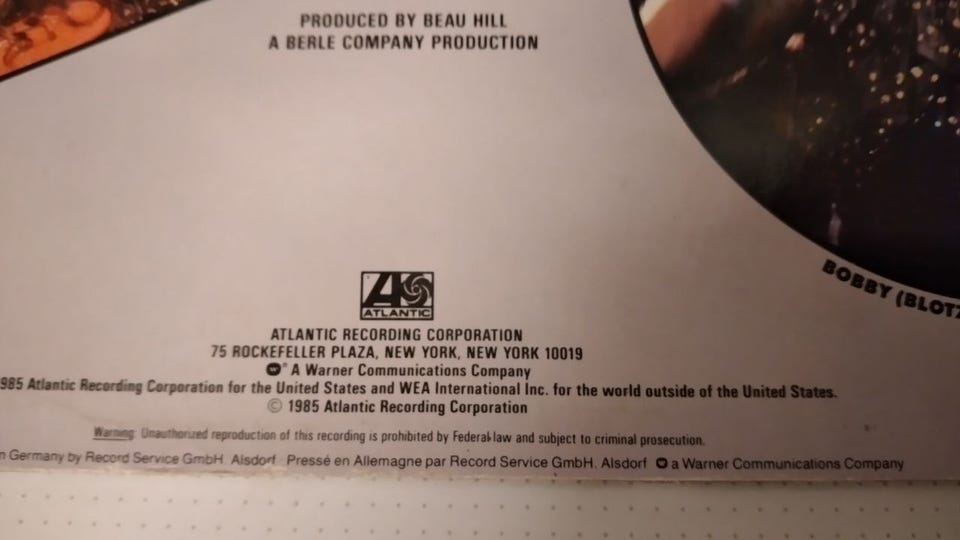 PRODUCED BY BEAU HILL
A BERLE COMPANY PRODUCTION
BOBBY (BLOTZ
ATLANTIC
ATLANTIC RECORDING CORPORATION
75 ROCKEFELLER PLAZA, NEW YORK, NEW YORK 10019
A Warner Communications Company
985 Atlantic Recording Corporation for the United States and WEA International Inc. for the world outside of the United States.
© 1985 Atlantic Recording Corporation
Warning: Unauthorized reproduction of this recording is prohibited by Federal law and subject to criminal prosecution.
n Germany by Record Service GmbH. Alsdorf · Pressé en Allemagne par Record Service GmbH. Alsdorf a Warner Communications Company